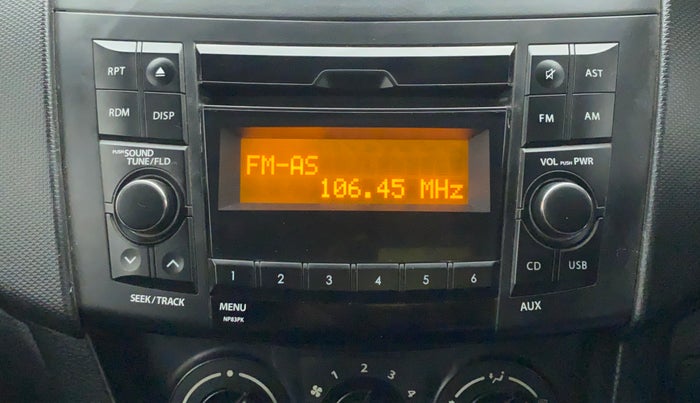 RPT
AST
RDM
DISP
FM
AM
PUSH SOUND
TUNE/FLD
VOL PUSH PWR
FM-AS
106.45 MHz
CD
USB
1 2 3 4 5 6
SEEK/TRACK
MENU
AUX
NP83PK
1 2 3 4